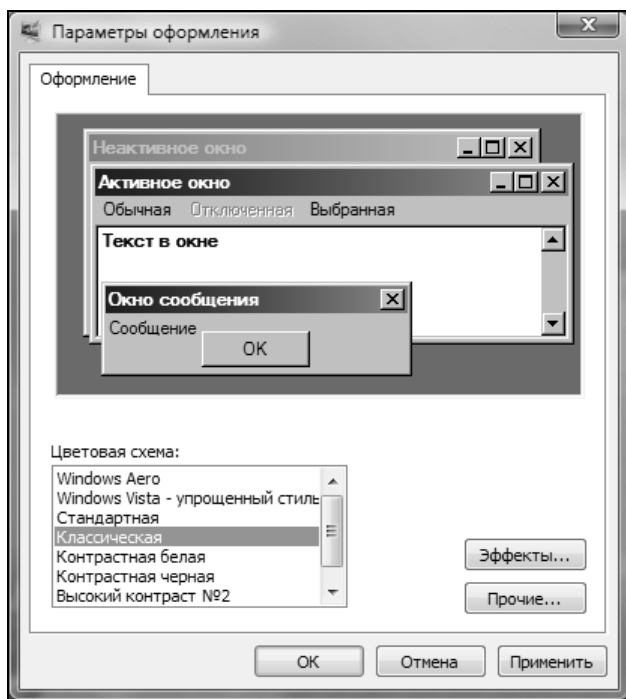 Параметры оформления
Оформление
Неактивное окно
Активное окно
Обычная Отключенная Выбранная
Текст в окне
Окно сообщения
Сообщение
OK
Цветовая схема:
Windows Aero
Windows Vista - упрощенный стиль
Стандартная
Классическая
Контрастная белая
Контрастная черная
Высокий контраст №2
Эффекты...
Прочие...
OK Отмена Применить